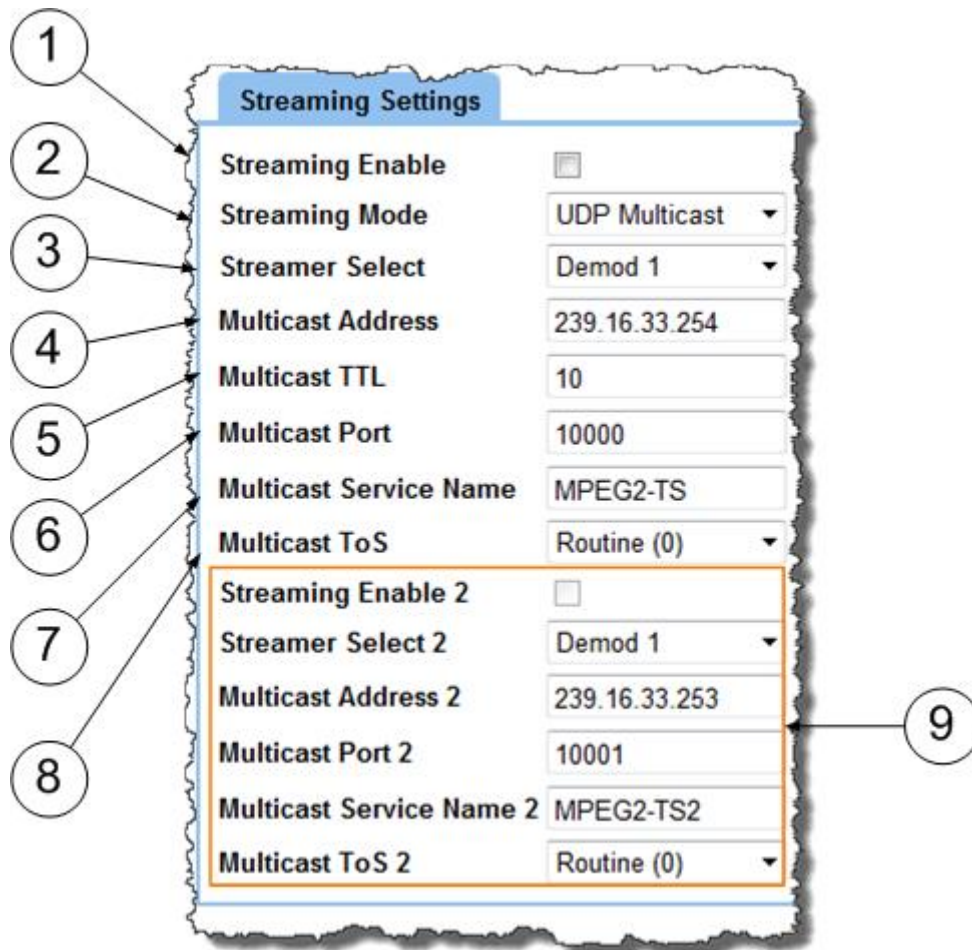 1
Streaming Settings
2
Streaming Enable
Streaming Mode UDP Multicast
3
Streamer Select Demod 1
4
Multicast Address 239.16.33.254
5
Multicast TTL 10
6
Multicast Port 10000
7
Multicast Service Name MPEG2-TS
8
Multicast ToS Routine (0)
Streaming Enable 2
Streamer Select 2 Demod 1
Multicast Address 2 239.16.33.253
9
Multicast Port 2 10001
Multicast Service Name 2 MPEG2-TS2
Multicast ToS 2 Routine (0)